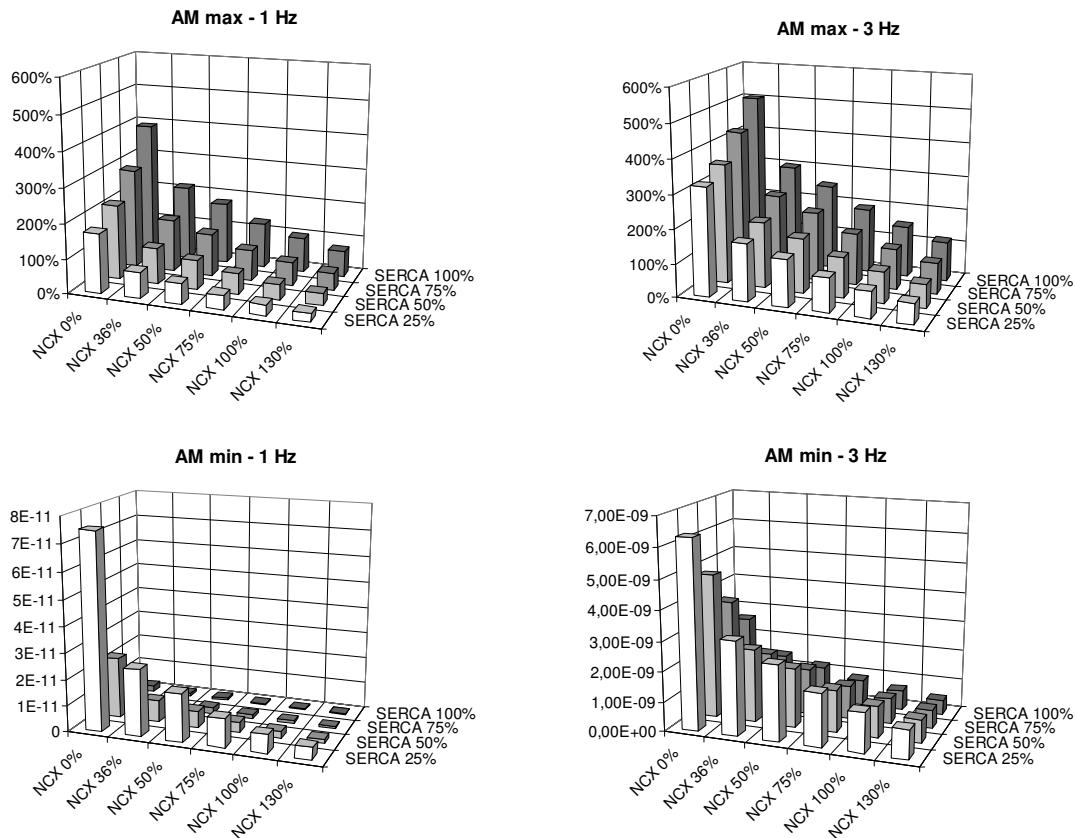 AM max - 1 Hz
600%
500%
400%
300%
200%
100%
0%
SERCA 100%
SERCA 75%
SERCA 50%
SERCA 25%
NCX 0%
NCX 36%
NCX 50%
NCX 75%
NCX 100%
NCX 130%
AM max - 3 Hz
600%
500%
400%
300%
200%
100%
0%
SERCA 100%
SERCA 75%
SERCA 50%
SERCA 25%
NCX 0%
NCX 36%
NCX 50%
NCX 75%
NCX 100%
NCX 130%
AM min - 1 Hz
8E-11
7E-11
6E-11
5E-11
4E-11
3E-11
2E-11
1E-11
0
SERCA 100%
SERCA 75%
SERCA 50%
SERCA 25%
NCX 0%
NCX 36%
NCX 50%
NCX 75%
NCX 100%
NCX 130%
AM min - 3 Hz
7,00E-09
6,00E-09
5,00E-09
4,00E-09
3,00E-09
2,00E-09
1,00E-09
0,00E+00
SERCA 100%
SERCA 75%
SERCA 50%
SERCA 25%
NCX 0%
NCX 36%
NCX 50%
NCX 75%
NCX 100%
NCX 130%